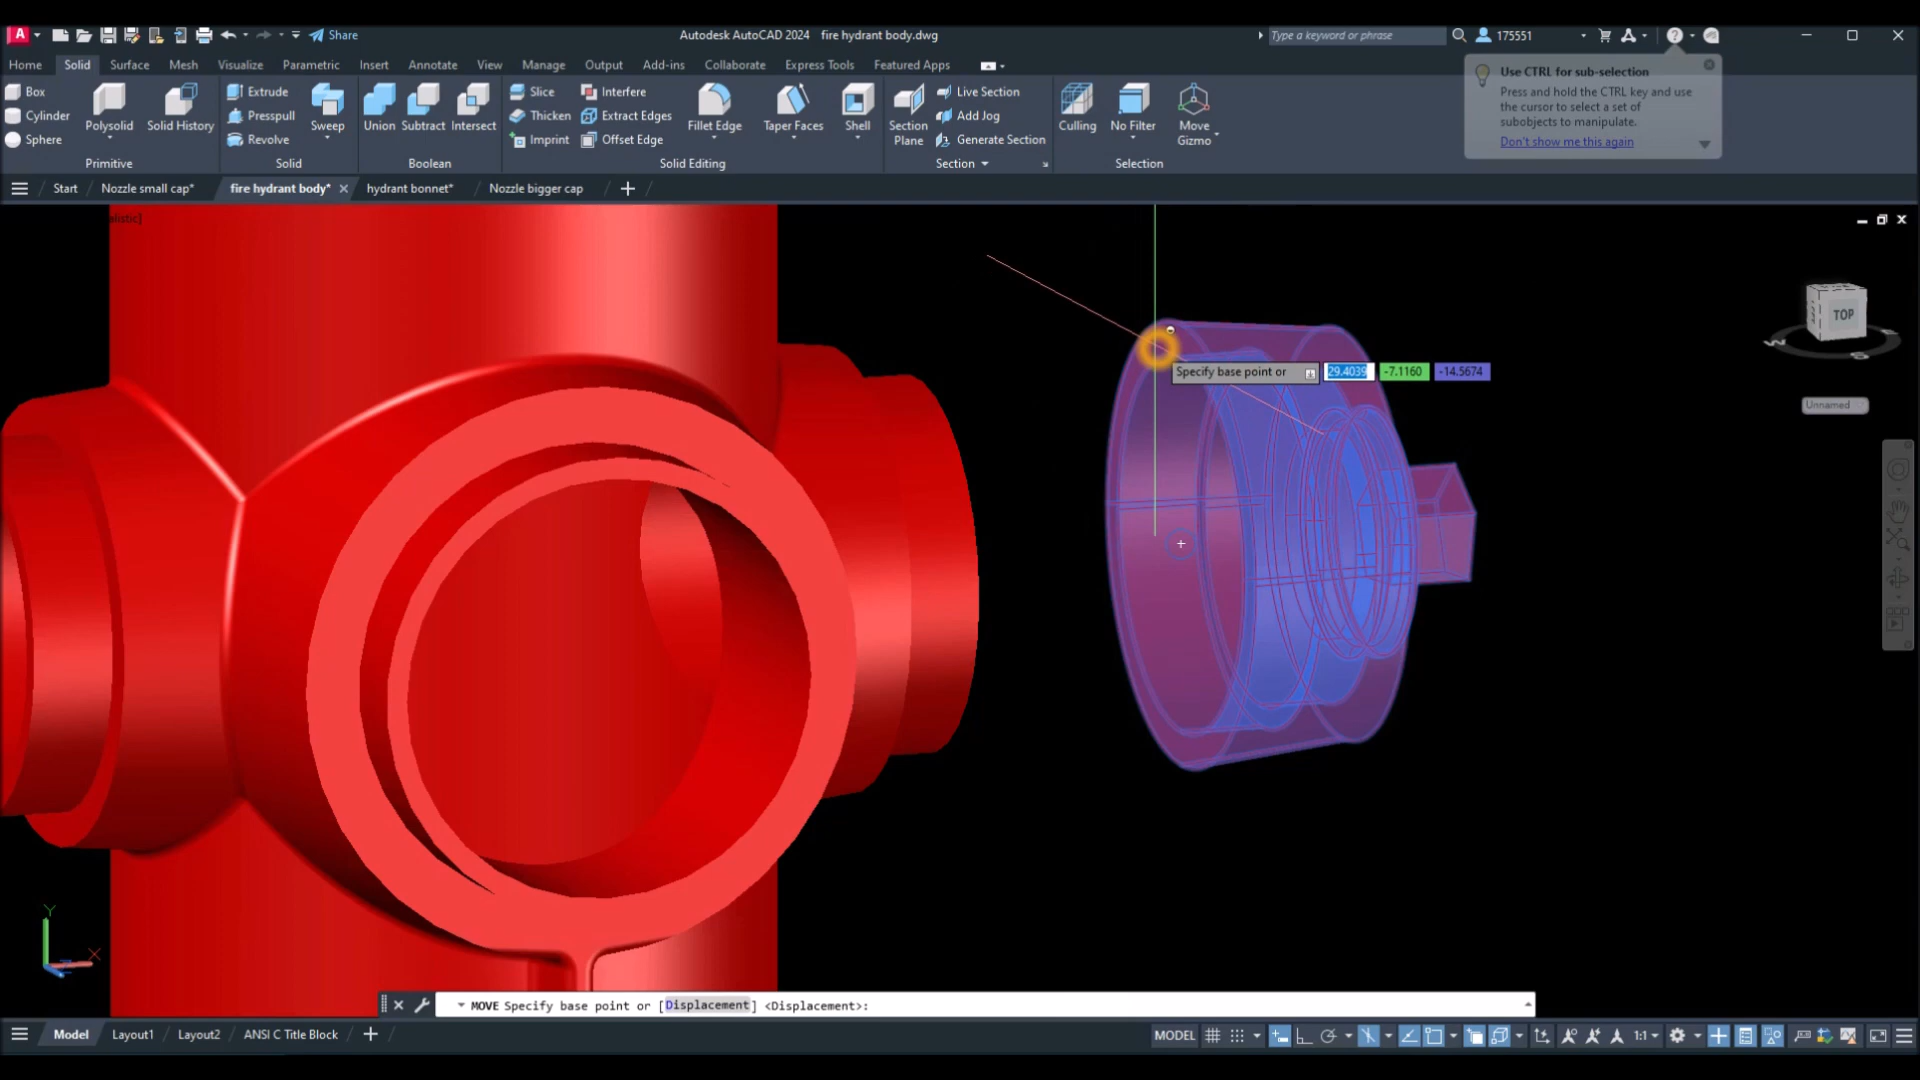 A Share Autodesk AutoCAD 2024 fire hydrant body.dwg Type a keyword or phrase 175551
Home Solid Surface Mesh Visualize Parametric Insert Annotate View Manage Output Add-ins Collaborate Express Tools Featured Apps
Use CTRL for sub-selection
Press and hold the CTRL key and use
the cursor to select a set of
subobjects to manipulate.
Don't show me this again
Box Extrude Slice Interfere Live Section
Cylinder Presspull Thicken Extract Edges Add Jog
Sphere Revolve Imprint Offset Edge Generate Section
Polysolid Solid History Sweep Union Subtract Intersect Fillet Edge Taper Faces Shell Section Culling No Filter Move
Plane Gizmo
Primitive Solid Boolean Solid Editing Section Selection
Start Nozzle small cap* fire hydrant body* hydrant bonnet* Nozzle bigger cap
alistic]
TOP
W S
Specify base point or 29.4039 -7.1160 -14.5674
Unnamed
Y
X
MOVE Specify base point or [Displacement] <Displacement>:
Model Layout1 Layout2 ANSI C Title Block MODEL 1:1